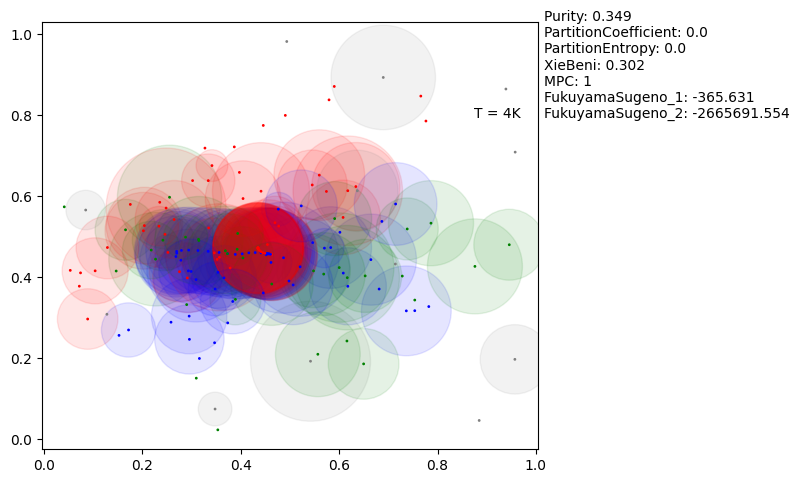 Purity: 0.349
PartitionCoefficient: 0.0
PartitionEntropy: 0.0
XieBeni: 0.302
MPC: 1
FukuyamaSugeno_1: -365.631
FukuyamaSugeno_2: -2665691.554
T = 4K
1.0
0.8
0.6
0.4
0.2
0.0
0.0 0.2 0.4 0.6 0.8 1.0